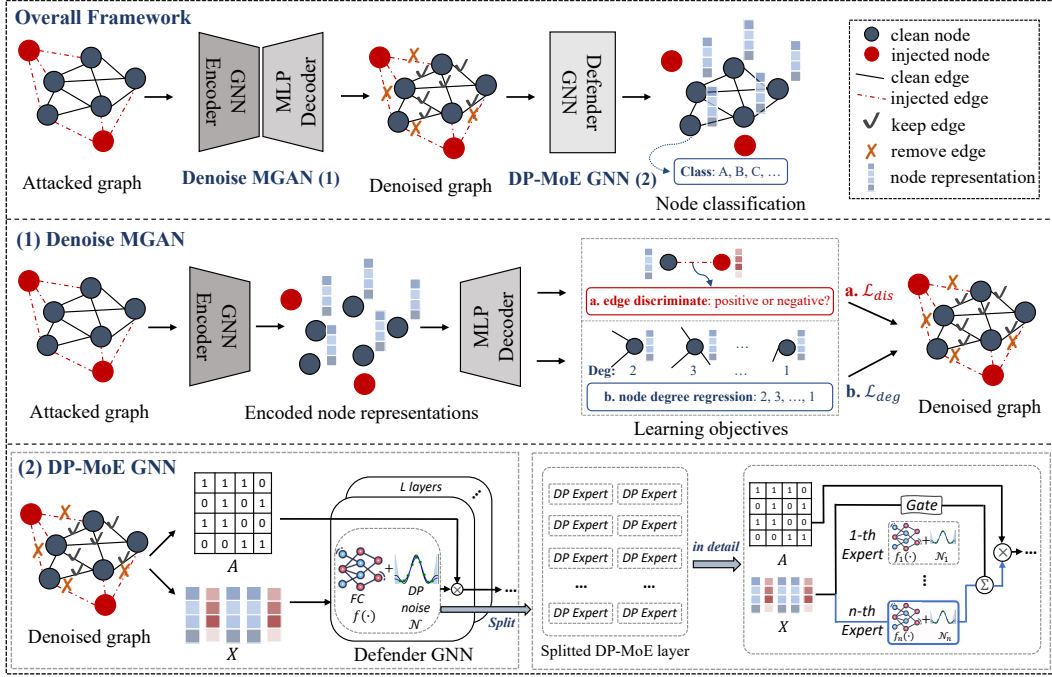 Overall Framework
GNN
Encoder
MLP
Decoder
Defender
GNN
Attacked graph
Denoise MGAN (1)
Denoised graph
DP-MoE GNN (2)
Class: A, B, C, …
Node classification
clean node
injected node
clean edge
injected edge
keep edge
remove edge
node representation
(1) Denoise MGAN
GNN
Encoder
MLP
Decoder
a. edge discriminate: positive or negative?
Deg: 2 3 … 1
b. node degree regression: 2, 3, …, 1
a. ℒdis
b. ℒdeg
Attacked graph
Encoded node representations
Learning objectives
Denoised graph
(2) DP-MoE GNN
1 1 1 0
0 1 0 1
1 1 0 0
0 0 1 1
A
X
Denoised graph
L layers
...
FC
f(·)
+
DP
noise
𝒩
⊗
...
Defender GNN
Split
DP Expert DP Expert
DP Expert DP Expert
DP Expert DP Expert
... ...
DP Expert DP Expert
Splitted DP-MoE layer
in detail
1 1 1 0
0 1 0 1
1 1 0 0
0 0 1 1
A
X
Gate
1-th
Expert
f₁(·)
+
𝒩₁
⋮
n-th
Expert
fₙ(·)
+
𝒩ₙ
Σ
⊗
...